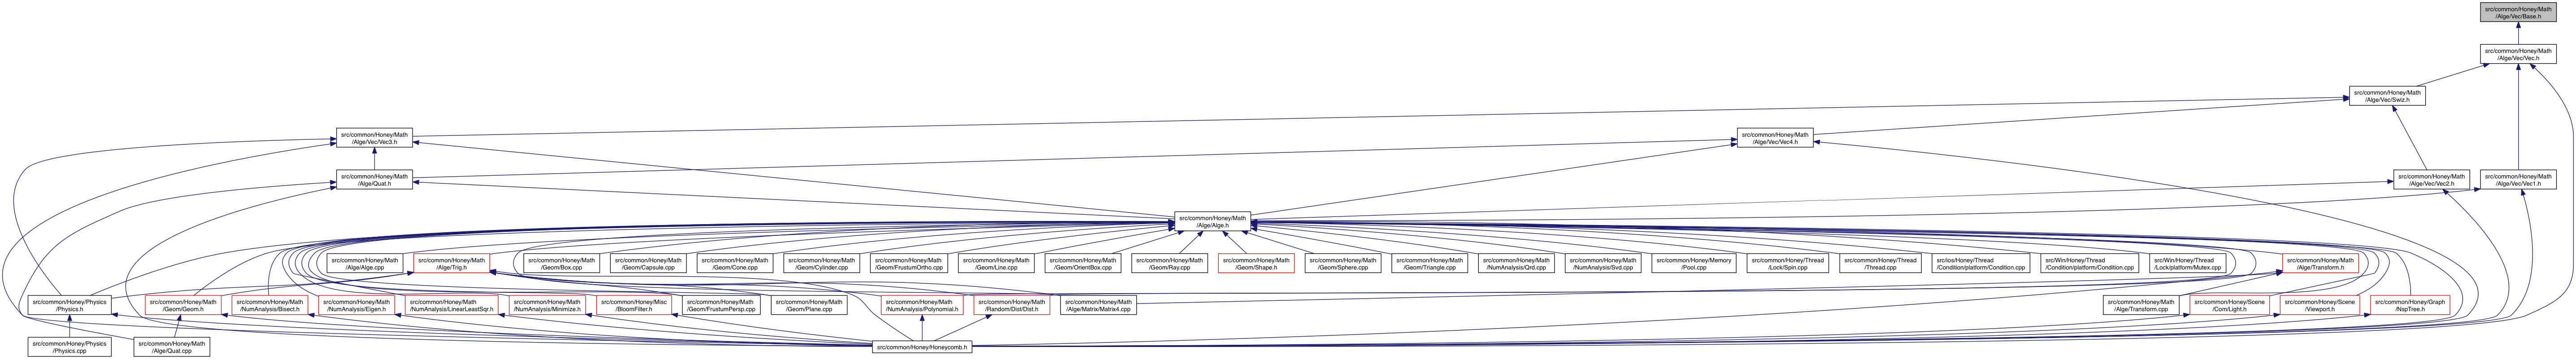 src/common/Honey/Math
/Alge/Vec/Base.h
src/common/Honey/Math
/Alge/Vec/Vec.h
src/common/Honey/Math
/Alge/Vec/Swiz.h
src/common/Honey/Math
/Alge/Vec/Vec3.h
src/common/Honey/Math
/Alge/Vec/Vec4.h
src/common/Honey/Math
/Alge/Quat.h
src/common/Honey/Math
/Alge/Vec/Vec2.h
src/common/Honey/Math
/Alge/Vec/Vec1.h
src/common/Honey/Math
/Alge/Alge.h
src/common/Honey/Math
/Alge/Alge.cpp
src/common/Honey/Math
/Alge/Trig.h
src/common/Honey/Math
/Geom/Box.cpp
src/common/Honey/Math
/Geom/Capsule.cpp
src/common/Honey/Math
/Geom/Cone.cpp
src/common/Honey/Math
/Geom/Cylinder.cpp
src/common/Honey/Math
/Geom/FrustumOrtho.cpp
src/common/Honey/Math
/Geom/Line.cpp
src/common/Honey/Math
/Geom/OrientBox.cpp
src/common/Honey/Math
/Geom/Ray.cpp
src/common/Honey/Math
/Geom/Shape.h
src/common/Honey/Math
/Geom/Sphere.cpp
src/common/Honey/Math
/Geom/Triangle.cpp
src/common/Honey/Math
/NumAnalysis/Qrd.cpp
src/common/Honey/Math
/NumAnalysis/Svd.cpp
src/common/Honey/Memory
/Pool.cpp
src/common/Honey/Thread
/Lock/Spin.cpp
src/common/Honey/Thread
/Thread.cpp
src/ios/Honey/Thread
/Condition/platform/Condition.cpp
src/Win/Honey/Thread
/Condition/platform/Condition.cpp
src/Win/Honey/Thread
/Lock/platform/Mutex.cpp
src/common/Honey/Math
/Alge/Transform.h
src/common/Honey/Physics
/Physics.h
src/common/Honey/Math
/Geom/Geom.h
src/common/Honey/Math
/NumAnalysis/Bisect.h
src/common/Honey/Math
/NumAnalysis/Eigen.h
src/common/Honey/Math
/NumAnalysis/LinearLeastSqr.h
src/common/Honey/Math
/NumAnalysis/Minimize.h
src/common/Honey/Misc
/BloomFilter.h
src/common/Honey/Math
/Geom/FrustumPersp.cpp
src/common/Honey/Math
/Geom/Plane.cpp
src/common/Honey/Math
/NumAnalysis/Polynomial.h
src/common/Honey/Math
/Random/Dist/Dist.h
src/common/Honey/Math
/Alge/Matrix/Matrix4.cpp
src/common/Honey/Math
/Alge/Transform.cpp
src/common/Honey/Scene
/Com/Light.h
src/common/Honey/Scene
/Viewport.h
src/common/Honey/Graph
/NspTree.h
src/common/Honey/Physics
/Physics.cpp
src/common/Honey/Math
/Alge/Quat.cpp
src/common/Honey/Honeycomb.h